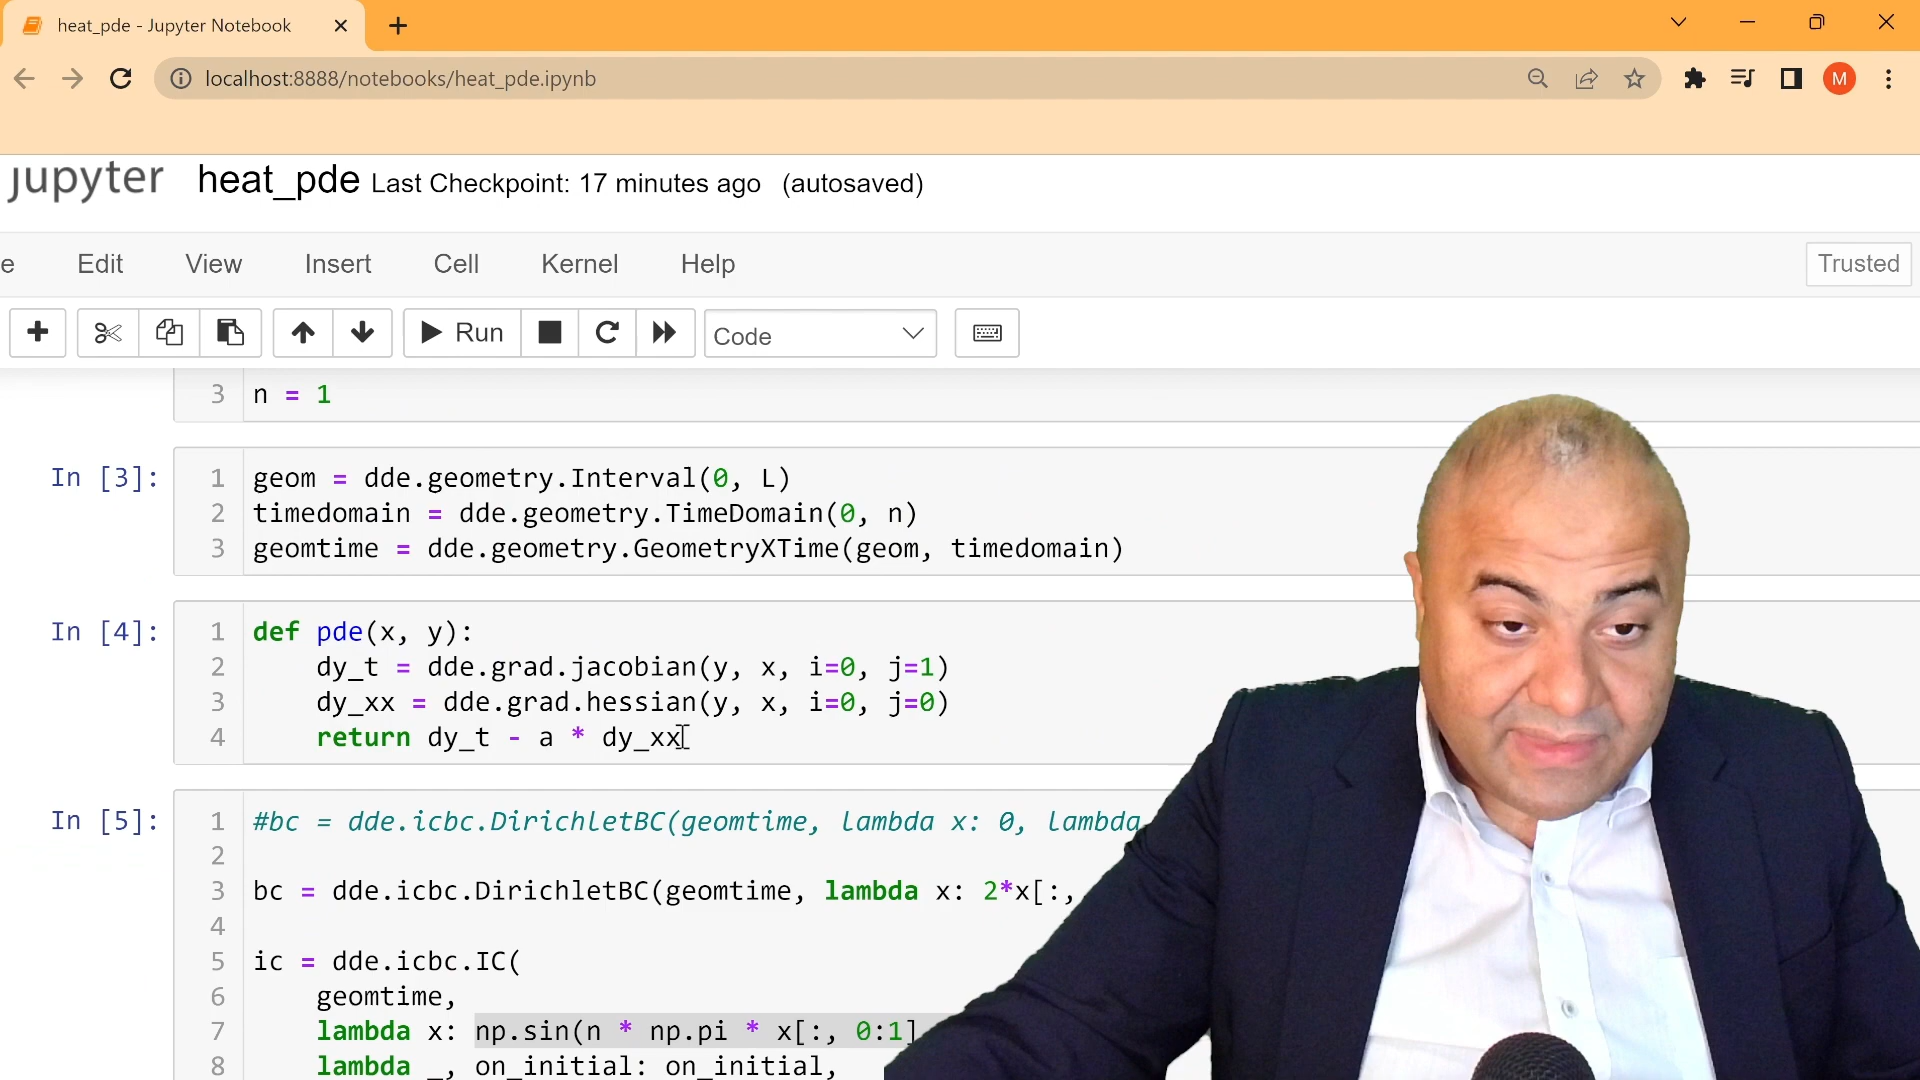 heat_pde - Jupyter Notebook
localhost:8888/notebooks/heat_pde.ipynb
M
jupyter heat_pde Last Checkpoint: 17 minutes ago (autosaved)
e Edit View Insert Cell Kernel Help Trusted
Run Code
3 n = 1
In [3]:
1 geom = dde.geometry.Interval(0, L)
2 timedomain = dde.geometry.TimeDomain(0, n)
3 geomtime = dde.geometry.GeometryXTime(geom, timedomain)
In [4]:
1 def pde(x, y):
2 dy_t = dde.grad.jacobian(y, x, i=0, j=1)
3 dy_xx = dde.grad.hessian(y, x, i=0, j=0)
4 return dy_t - a * dy_xx
In [5]:
1 #bc = dde.icbc.DirichletBC(geomtime, lambda x: 0, lambda
2
3 bc = dde.icbc.DirichletBC(geomtime, lambda x: 2*x[:,
4
5 ic = dde.icbc.IC(
6 geomtime,
7 lambda x: np.sin(n * np.pi * x[:, 0:1]
8 lambda _, on_initial: on_initial,